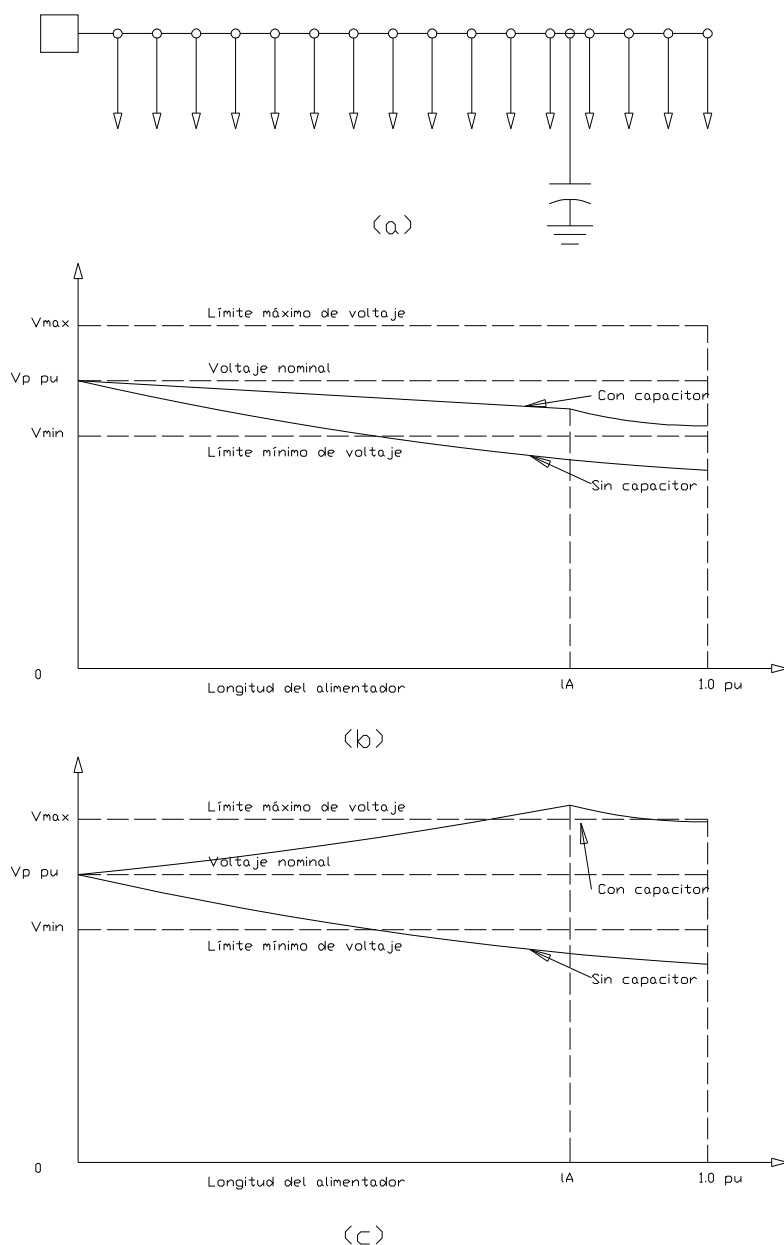 (a)
Límite máximo de voltaje
Vmax
Voltaje nominal
Vp pu
Con capacitor
Vmin
Límite mínimo de voltaje
Sin capacitor
0
Longitud del alimentador
lA
1.0 pu
(b)
Límite máximo de voltaje
Vmax
Voltaje nominal
Vp pu
Con capacitor
Vmin
Límite mínimo de voltaje
Sin capacitor
0
Longitud del alimentador
lA
1.0 pu
(c)